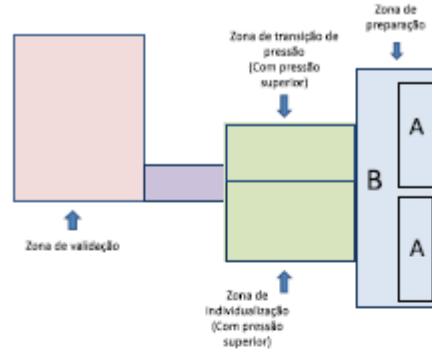 Zona de transição de
pressão
(Com pressão
superior)
Zona de
preparação
A
B
A
Zona de validação
Zona de
Individualização
(Com pressão
superior)